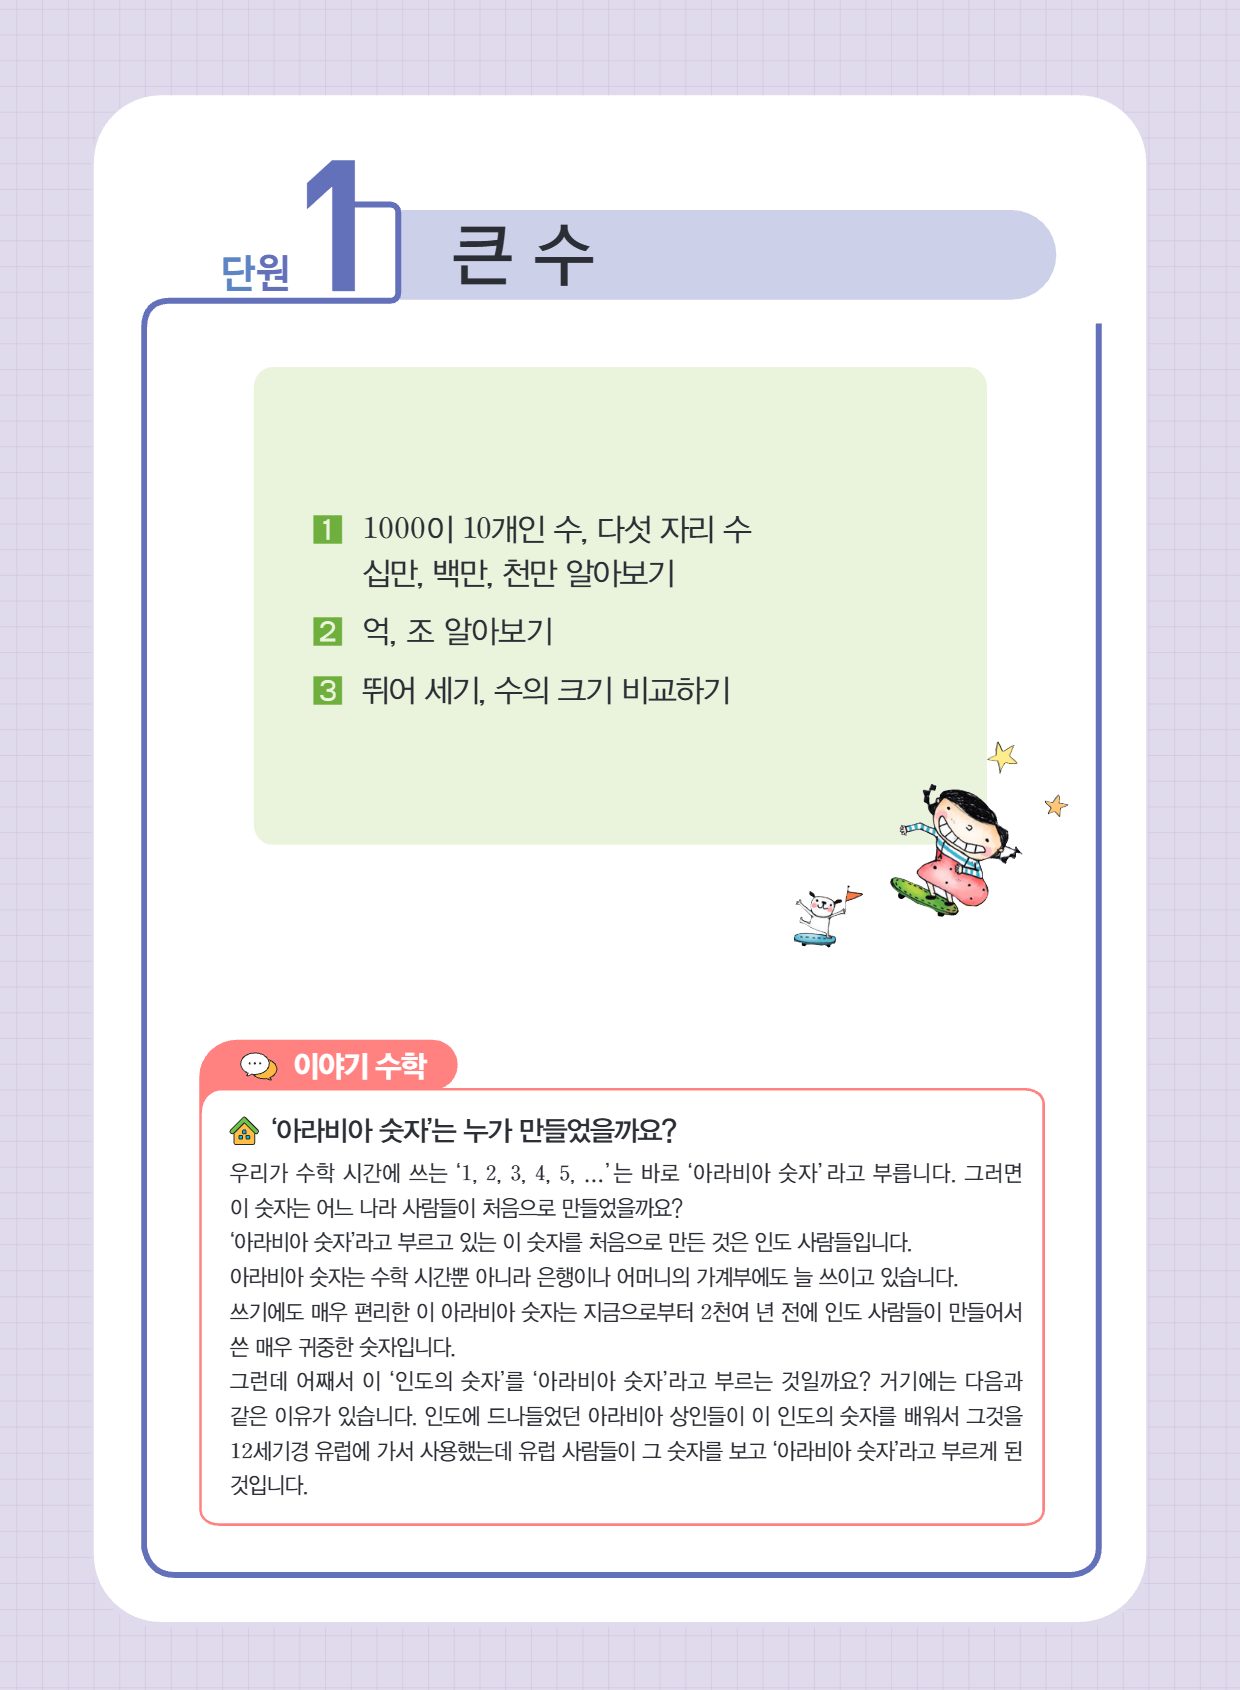 단원 1 큰 수
1 1000이 10개인 수, 다섯 자리 수
십만, 백만, 천만 알아보기
2 억, 조 알아보기
3 뛰어 세기, 수의 크기 비교하기
이야기 수학
‘아라비아 숫자’는 누가 만들었을까요?
우리가 수학 시간에 쓰는 ‘1, 2, 3, 4, 5, …’는 바로 ‘아라비아 숫자’라고 부릅니다. 그러면
이 숫자는 어느 나라 사람들이 처음으로 만들었을까요?
‘아라비아 숫자’라고 부르고 있는 이 숫자를 처음으로 만든 것은 인도 사람들입니다.
아라비아 숫자는 수학 시간뿐 아니라 은행이나 어머니의 가계부에도 늘 쓰이고 있습니다.
쓰기에도 매우 편리한 이 아라비아 숫자는 지금으로부터 2천여 년 전에 인도 사람들이 만들어서
쓴 매우 귀중한 숫자입니다.
그런데 어째서 이 ‘인도의 숫자’를 ‘아라비아 숫자’라고 부르는 것일까요? 거기에는 다음과
같은 이유가 있습니다. 인도에 드나들었던 아라비아 상인들이 이 인도의 숫자를 배워서 그것을
12세기경 유럽에 가서 사용했는데 유럽 사람들이 그 숫자를 보고 ‘아라비아 숫자’라고 부르게 된
것입니다.